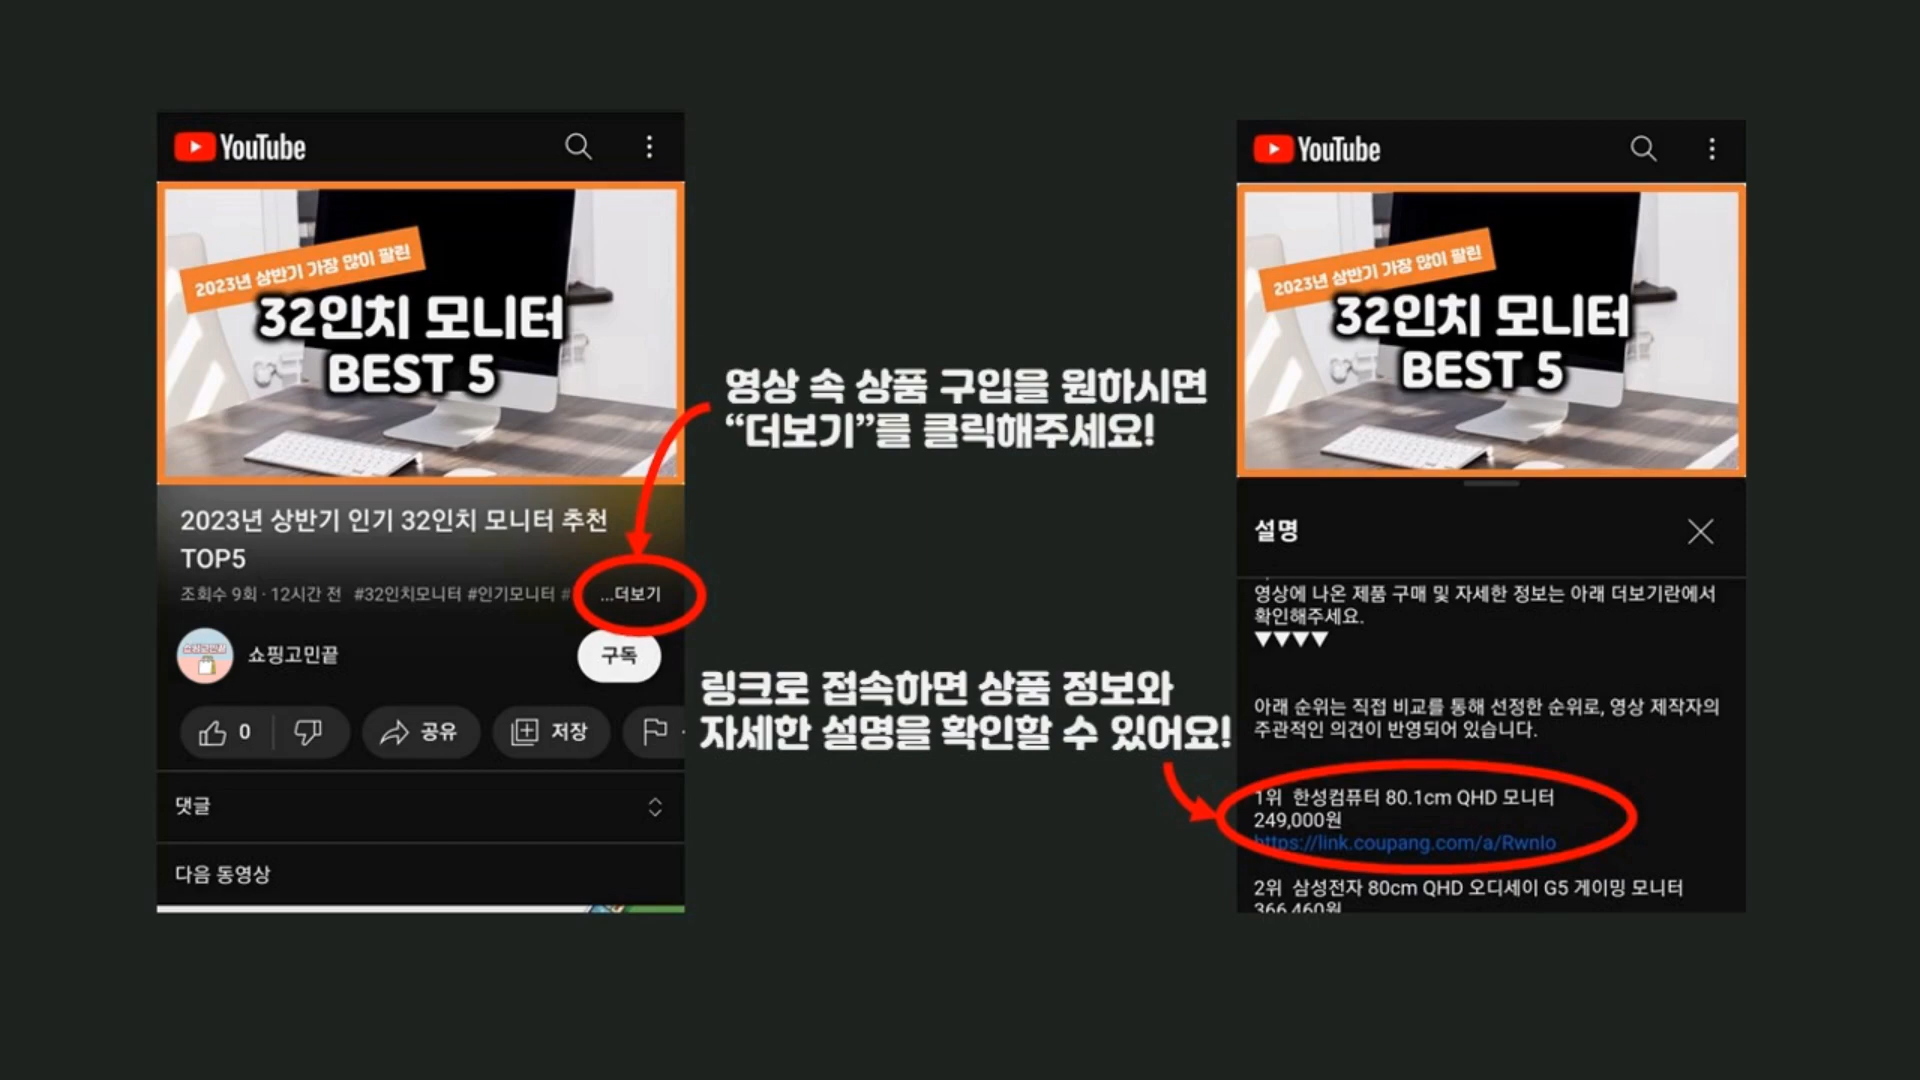 YouTube
2023년 상반기 가장 많이 팔린
32인치 모니터
BEST 5
2023년 상반기 인기 32인치 모니터 추천
TOP5
조회수 9회 · 12시간 전 #32인치모니터 #인기모니터 # ...더보기
쇼핑고민끝
쇼핑고민끝
구독
0
공유
저장
댓글
다음 동영상
영상 속 상품 구입을 원하시면
“더보기”를 클릭해주세요!
링크로 접속하면 상품 정보와
자세한 설명을 확인할 수 있어요!
YouTube
2023년 상반기 가장 많이 팔린
32인치 모니터
BEST 5
설명
영상에 나온 제품 구매 및 자세한 정보는 아래 더보기란에서
확인해주세요.
▼▼▼▼
아래 순위는 직접 비교를 통해 선정한 순위로, 영상 제작자의
주관적인 의견이 반영되어 있습니다.
1위 한성컴퓨터 80.1cm QHD 모니터
249,000원
https://link.coupang.com/a/RwnIo
2위 삼성전자 80cm QHD 오디세이 G5 게이밍 모니터
366,460원